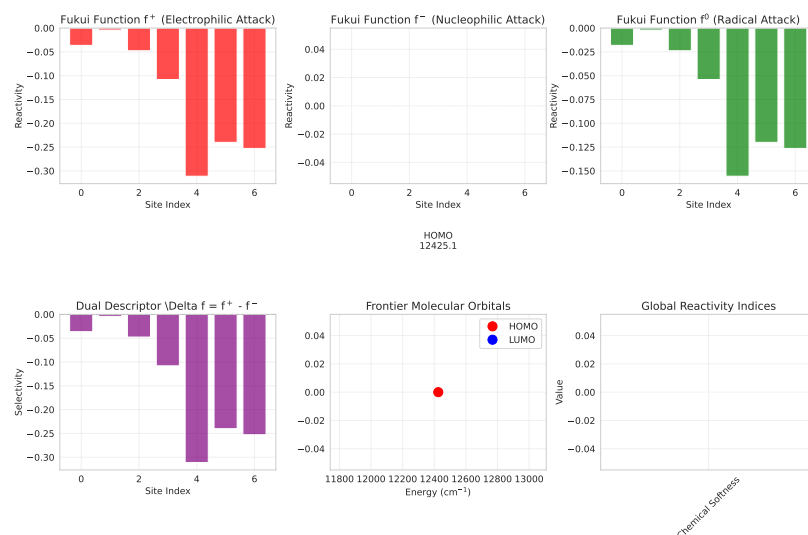 Fukui Function f⁺ (Electrophilic Attack)
0.00
−0.05
−0.10
−0.15
−0.20
−0.25
−0.30
Reactivity
0 2 4 6
Site Index
Fukui Function f⁻ (Nucleophilic Attack)
0.04
0.02
0.00
−0.02
−0.04
Reactivity
0 2 4 6
Site Index
Fukui Function f⁰ (Radical Attack)
0.000
−0.025
−0.050
−0.075
−0.100
−0.125
−0.150
Reactivity
0 2 4 6
Site Index
HOMO
12425.1
Dual Descriptor \Delta f = f⁺ - f⁻
0.00
−0.05
−0.10
−0.15
−0.20
−0.25
−0.30
Selectivity
0 2 4 6
Site Index
Frontier Molecular Orbitals
HOMO
LUMO
0.04
0.02
0.00
−0.02
−0.04
11800 12000 12200 12400 12600 12800 13000
Energy (cm⁻¹)
Global Reactivity Indices
0.04
0.02
0.00
−0.02
−0.04
Value
Chemical Softness